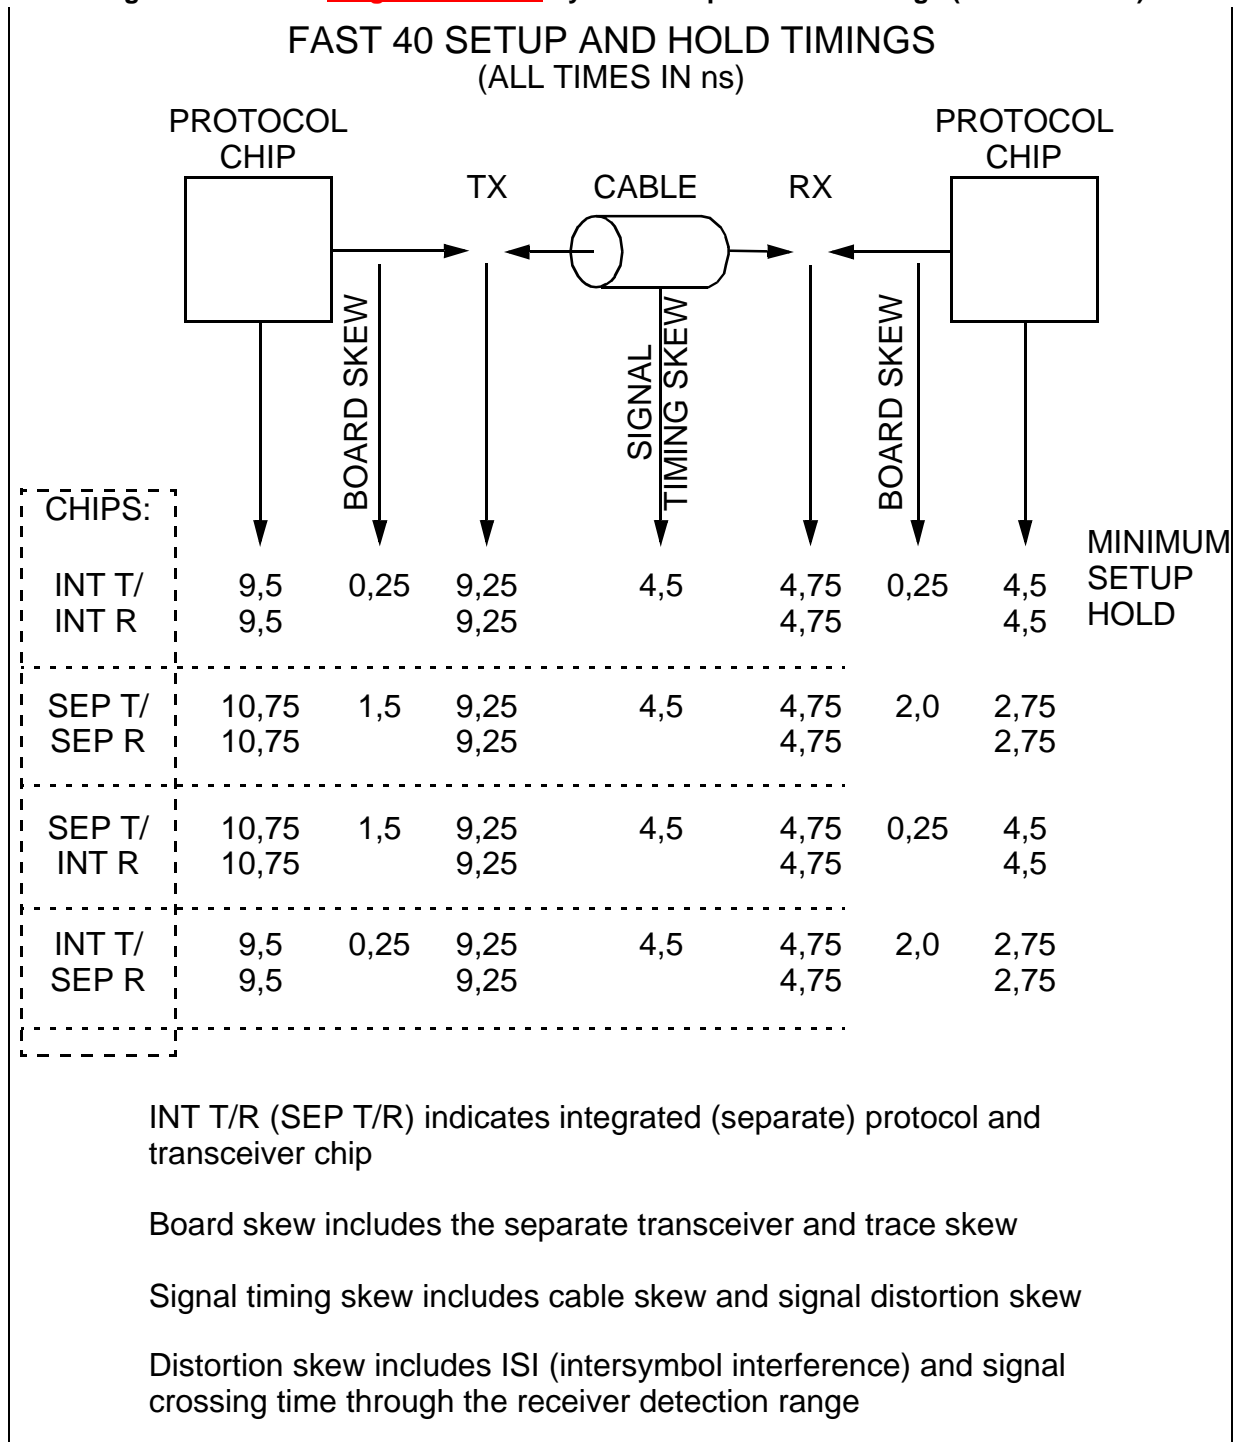 FAST 40 SETUP AND HOLD TIMINGS
(ALL TIMES IN ns)
PROTOCOL
CHIP
TX
CABLE
RX
PROTOCOL
CHIP
BOARD SKEW
SIGNAL
TIMING SKEW
BOARD SKEW
CHIPS:
MINIMUM
SETUP
HOLD
INT T/ 9,5 0,25 9,25 4,5 4,75 0,25 4,5
INT R 9,5 9,25 4,75 4,5
SEP T/ 10,75 1,5 9,25 4,5 4,75 2,0 2,75
SEP R 10,75 9,25 4,75 2,75
SEP T/ 10,75 1,5 9,25 4,5 4,75 0,25 4,5
INT R 10,75 9,25 4,75 4,5
INT T/ 9,5 0,25 9,25 4,5 4,75 2,0 2,75
SEP R 9,5 9,25 4,75 2,75
INT T/R (SEP T/R) indicates integrated (separate) protocol and
transceiver chip
Board skew includes the separate transceiver and trace skew
Signal timing skew includes cable skew and signal distortion skew
Distortion skew includes ISI (intersymbol interference) and signal
crossing time through the receiver detection range